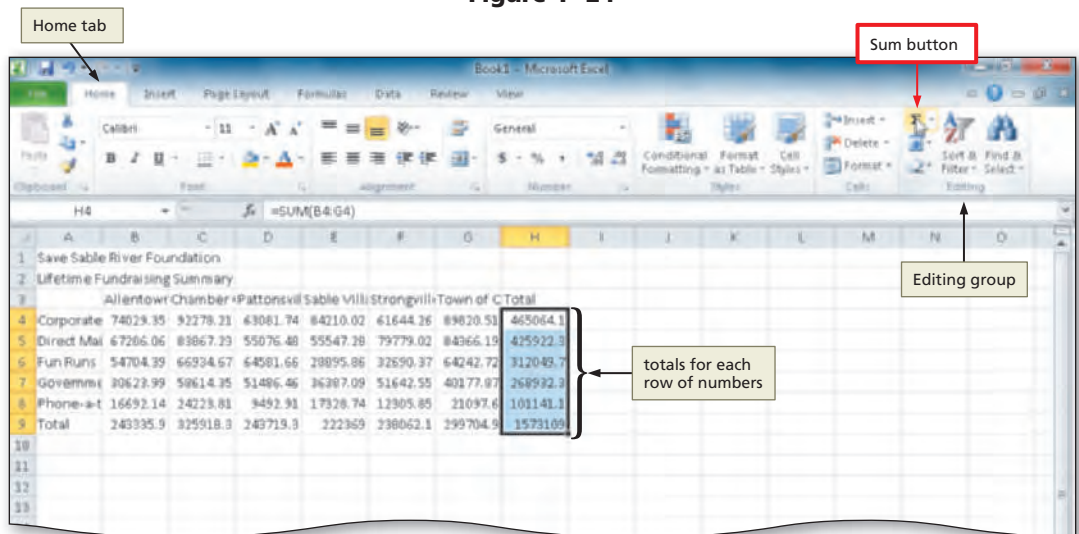 Figure 1–24
Home tab
Sum button
Book1 - Microsoft Excel
File Home Insert Page Layout Formulas Data Review View
Calibri 11 General
Paste B I U $ % , Conditional Formatting Format as Table Cell Styles Insert Delete Format Sort & Filter Find & Select
Clipboard Font Alignment Number Styles Cells Editing
H4 fx =SUM(B4:G4)
A B C D E F G H I J K L M N O
1 Save Sable River Foundation
2 Lifetime Fundraising Summary
3 Allentown Chamber Pattonsvil Sable Villa Strongvill Town of C Total
4 Corporate 74029.35 92278.21 63081.74 84210.02 61644.26 89820.51 465064.1
5 Direct Mai 67206.06 83867.23 55076.48 55547.28 79779.02 84366.19 425922.3
6 Fun Runs 54704.39 66934.67 64581.66 28895.86 32690.37 64242.72 312049.7
7 Governme 30623.99 58614.35 51486.46 36387.09 51642.55 40177.87 268932.3
8 Phone-a-t 16692.14 24223.81 9492.91 17328.74 12305.85 21097.6 101141.1
9 Total 243335.9 325918.3 243719.3 222369 238062.1 299704.9 1573109
10
11
12
13
Editing group
totals for each
row of numbers